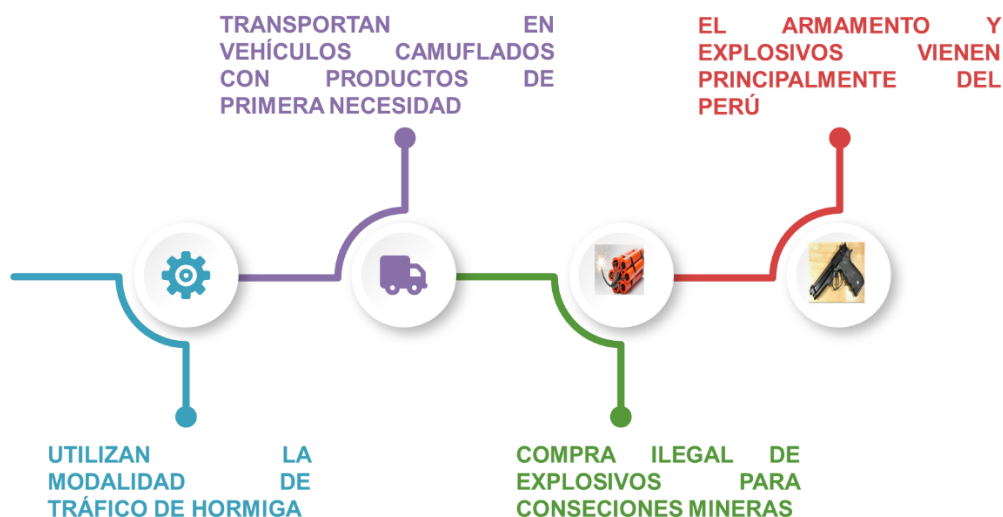 TRANSPORTAN EN
VEHÍCULOS CAMUFLADOS
CON PRODUCTOS DE
PRIMERA NECESIDAD
EL ARMAMENTO Y
EXPLOSIVOS VIENEN
PRINCIPALMENTE DEL
PERÚ
UTILIZAN LA
MODALIDAD DE
TRÁFICO DE HORMIGA
COMPRA ILEGAL DE
EXPLOSIVOS PARA
CONSECIONES MINERAS